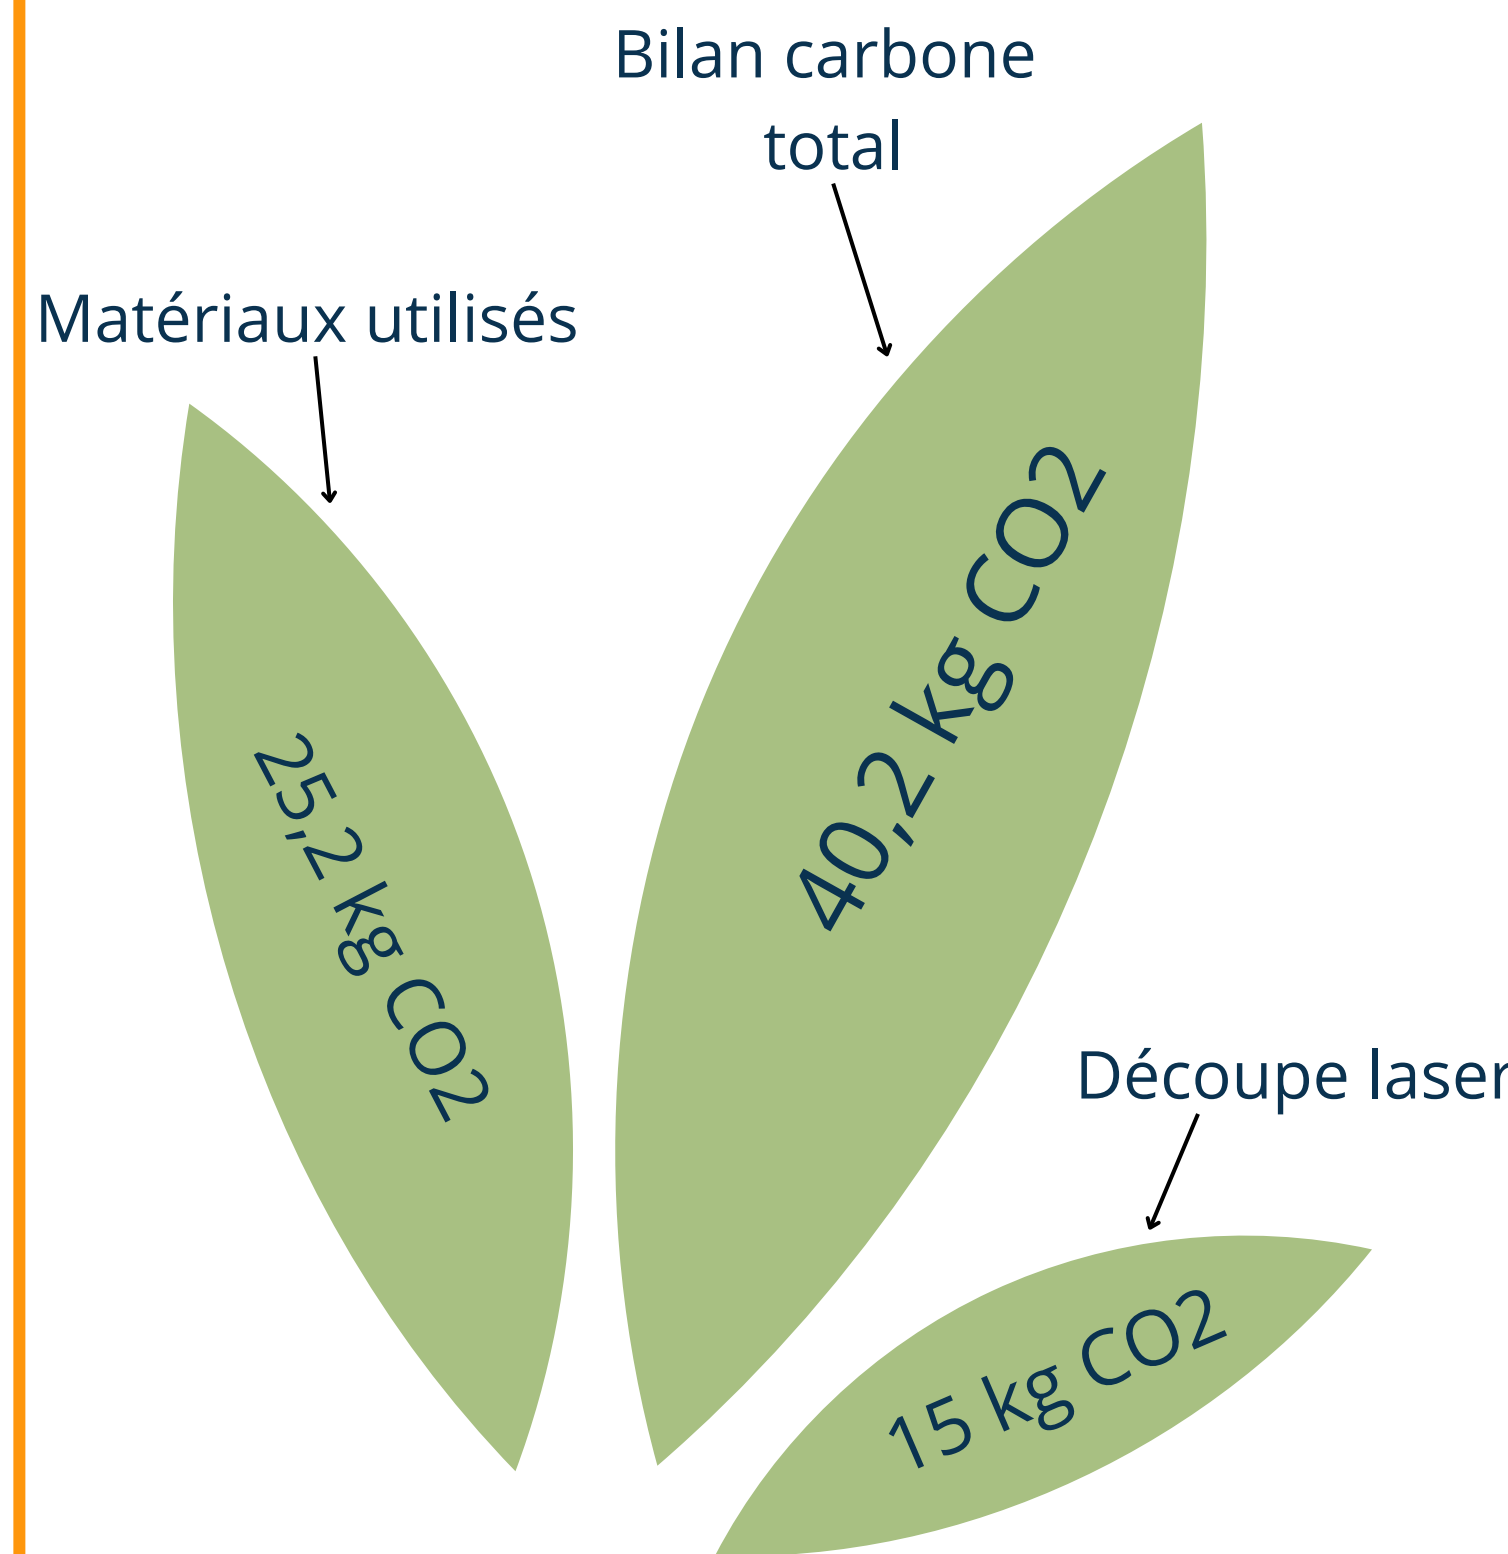 Bilan carbone
total
Matériaux utilisés
40,2 kg CO2
25,2 kg CO2
Découpe laser
15 kg CO2